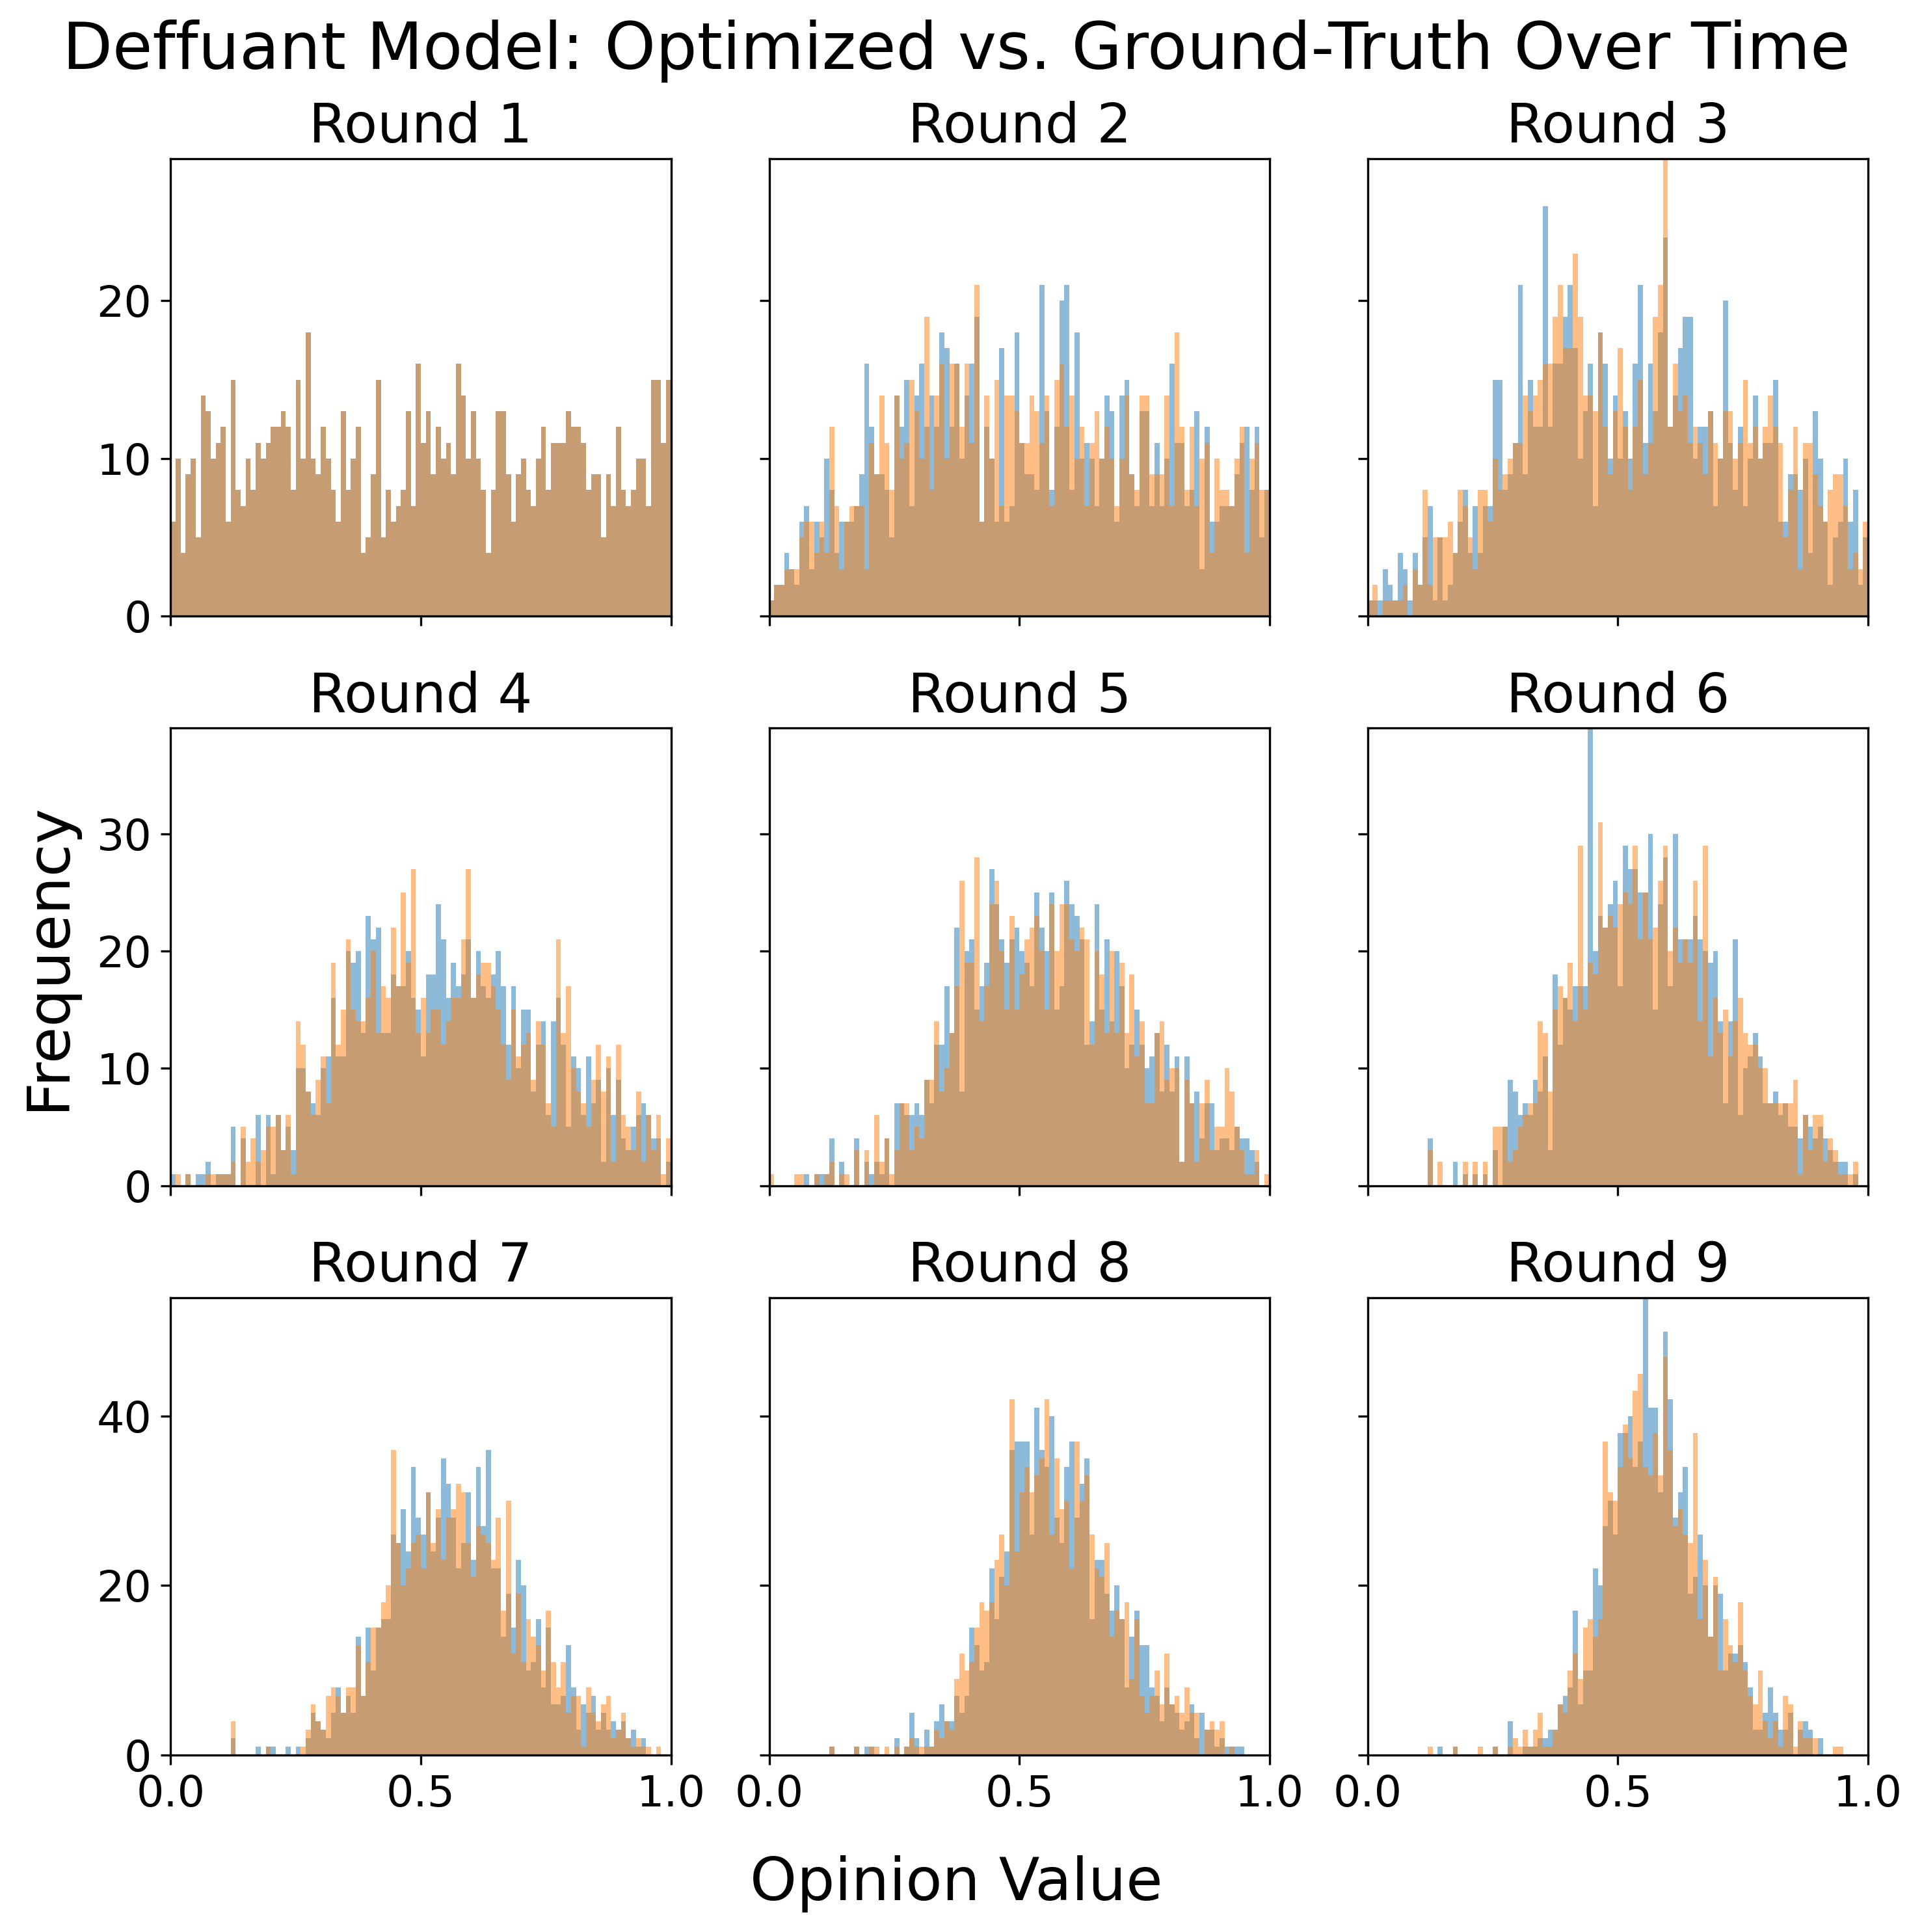 Deffuant Model: Optimized vs. Ground-Truth Over Time
Round 1
Round 2
Round 3
20
10
0
Round 4
Round 5
Round 6
30
20
10
0
Frequency
Round 7
Round 8
Round 9
40
20
0
0.0 0.5 1.0 0.0 0.5 1.0 0.0 0.5 1.0
Opinion Value